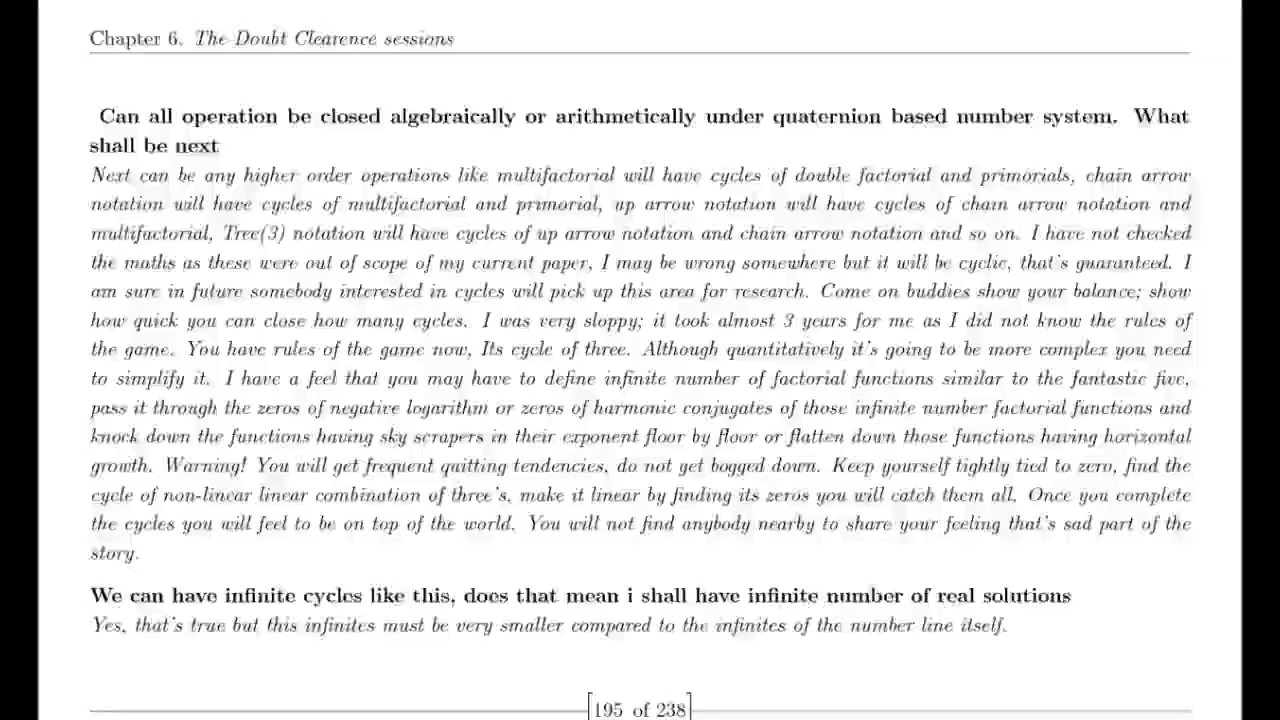 Chapter 6. The Doubt Clearence sessions
Can all operation be closed algebraically or arithmetically under quaternion based number system. What
shall be next
Next can be any higher order operations like multifactorial will have cycles of double factorial and primorials, chain arrow
notation will have cycles of multifactorial and primorial, up arrow notation will have cycles of chain arrow notation and
multifactorial, Tree(3) notation will have cycles of up arrow notation and chain arrow notation and so on. I have not checked
the maths as these were out of scope of my current paper, I may be wrong somewhere but it will be cyclic, that's guaranteed. I
am sure in future somebody interested in cycles will pick up this area for research. Come on buddies show your balance; show
how quick you can close how many cycles. I was very sloppy; it took almost 3 years for me as I did not know the rules of
the game. You have rules of the game now, Its cycle of three. Although quantitatively it's going to be more complex you need
to simplify it. I have a feel that you may have to define infinite number of factorial functions similar to the fantastic five,
pass it through the zeros of negative logarithm or zeros of harmonic conjugates of those infinite number factorial functions and
knock down the functions having sky scrapers in their exponent floor by floor or flatten down those functions having horizontal
growth. Warning! You will get frequent quitting tendencies, do not get bogged down. Keep yourself tightly tied to zero, find the
cycle of non-linear linear combination of three's, make it linear by finding its zeros you will catch them all. Once you complete
the cycles you will feel to be on top of the world. You will not find anybody nearby to share your feeling that's sad part of the
story.
We can have infinite cycles like this, does that mean i shall have infinite number of real solutions
Yes, that's true but this infinites must be very smaller compared to the infinites of the number line itself.
[195 of 238]